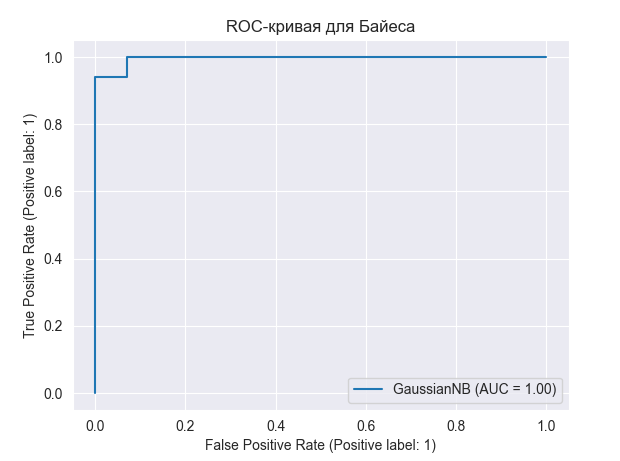 ROC-кривая для Байеса
True Positive Rate (Positive label: 1)
1.0
0.8
0.6
0.4
0.2
0.0
GaussianNB (AUC = 1.00)
0.0 0.2 0.4 0.6 0.8 1.0
False Positive Rate (Positive label: 1)